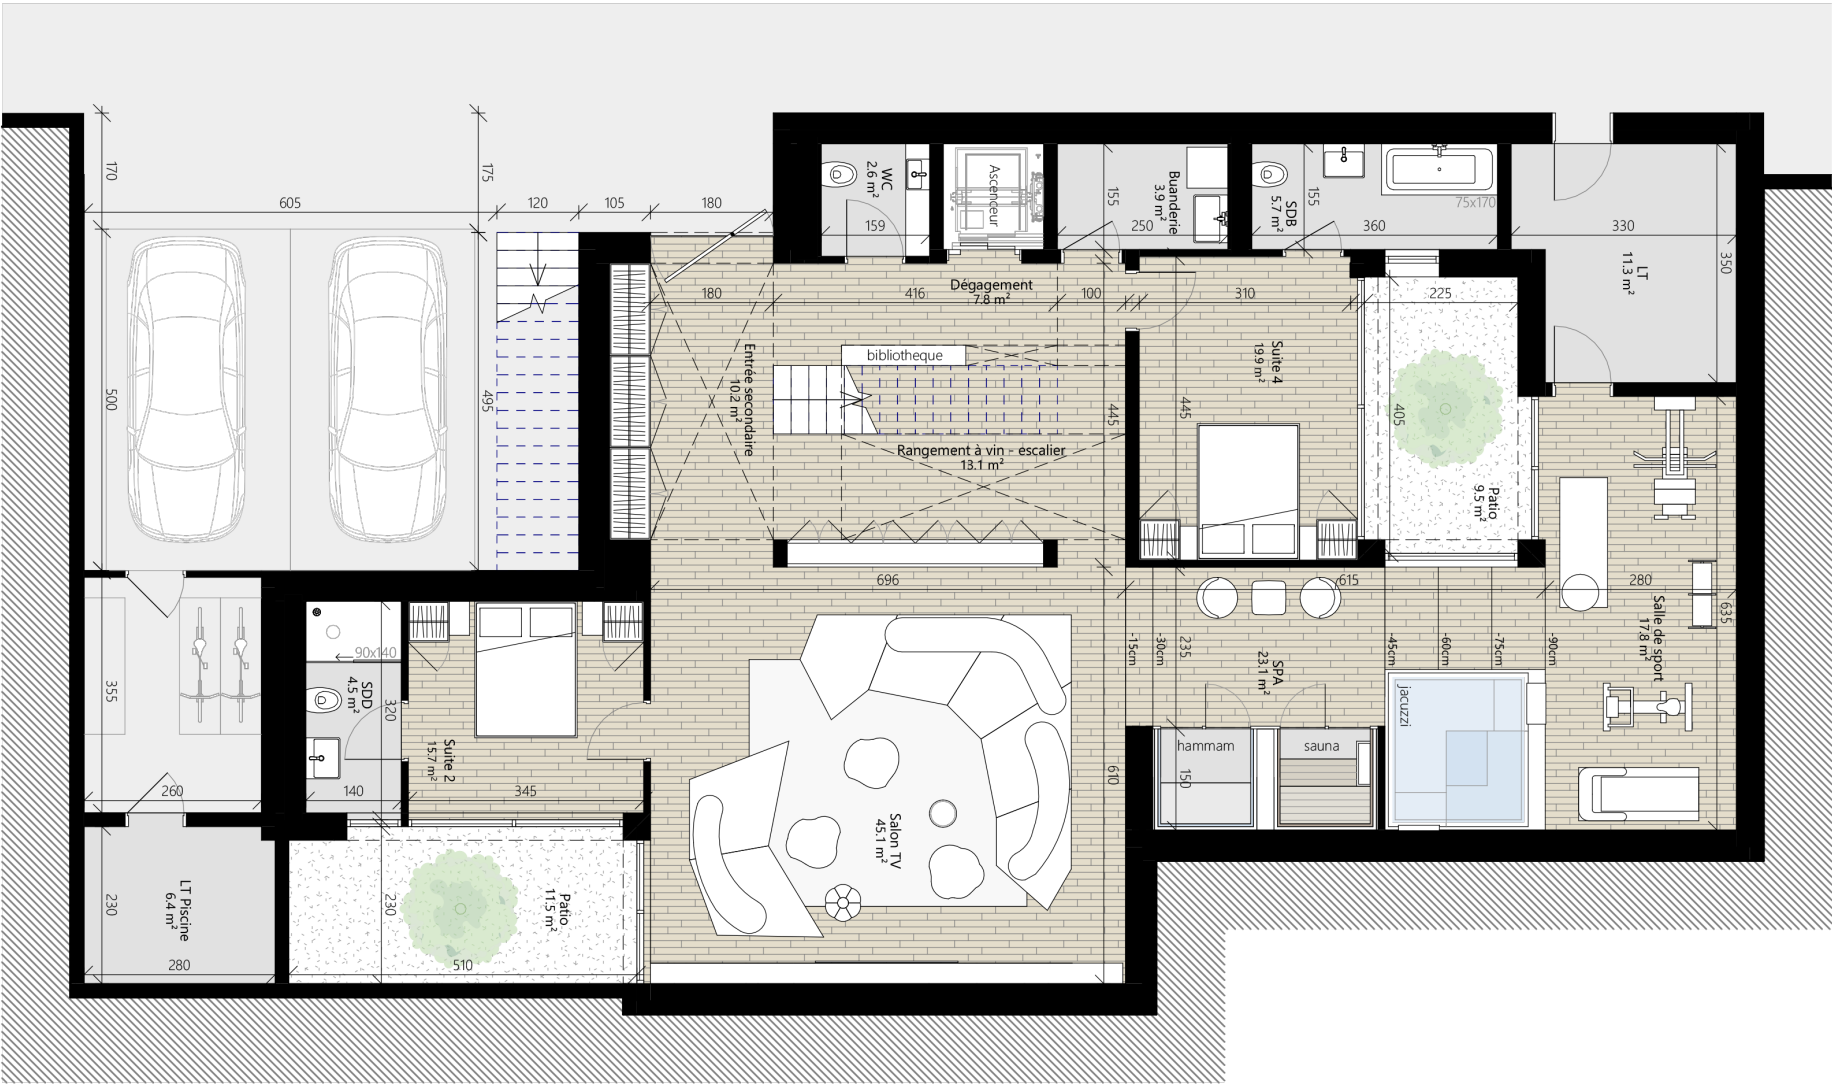 170
175
605
120
105
180
WC
2.6 m²
159
Ascenceur
155
Buanderie
3.9 m²
250
SDB
5.7 m²
155
360
75x170
330
LT
11.3 m²
350
180
416
Dégagement
7.8 m²
100
310
225
500
495
Entrée secondaire
10.2 m²
bibliotheque
445
Rangement à vin - escalier
13.1 m²
445
Suite 4
19.9 m²
405
Patio
9.5 m²
696
615
280
635
Salle de sport
17.8 m²
-15cm
-30cm
235
SPA
23.1 m²
-45cm
-60cm
-75cm
-90cm
jacuzzi
hammam
150
sauna
355
260
90x140
SDD
4.5 m²
320
140
Suite 2
15.7 m²
345
610
Salon TV
45.1 m²
230
LT Piscine
6.4 m²
280
230
Patio
11.5 m²
510